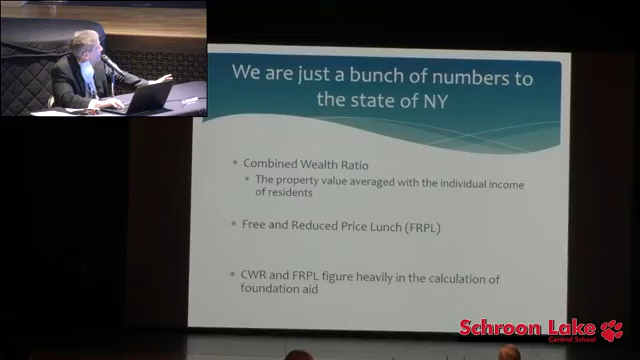 We are just a bunch of numbers to
the state of NY
Combined Wealth Ratio
The property value averaged with the individual income
of residents
Free and Reduced Price Lunch (FRPL)
CWR and FRPL figure heavily in the calculation of
foundation aid
Schroon Lake
Central School